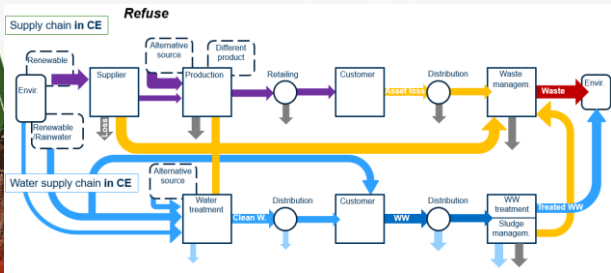 Refuse
Supply chain in CE
Alternative
source
Different
product
Renewable
Envir.
Supplier
Production
Retailing
Customer
Distribution
Waste
managem.
Waste
Envir.
Asset loss
Loss
Renewable
/Rainwater
Water supply chain in CE
Alternative
source
Water
treatment
Clean W.
Distribution
Customer
WW
Distribution
WW
treatment
Sludge
managem.
Treated WW